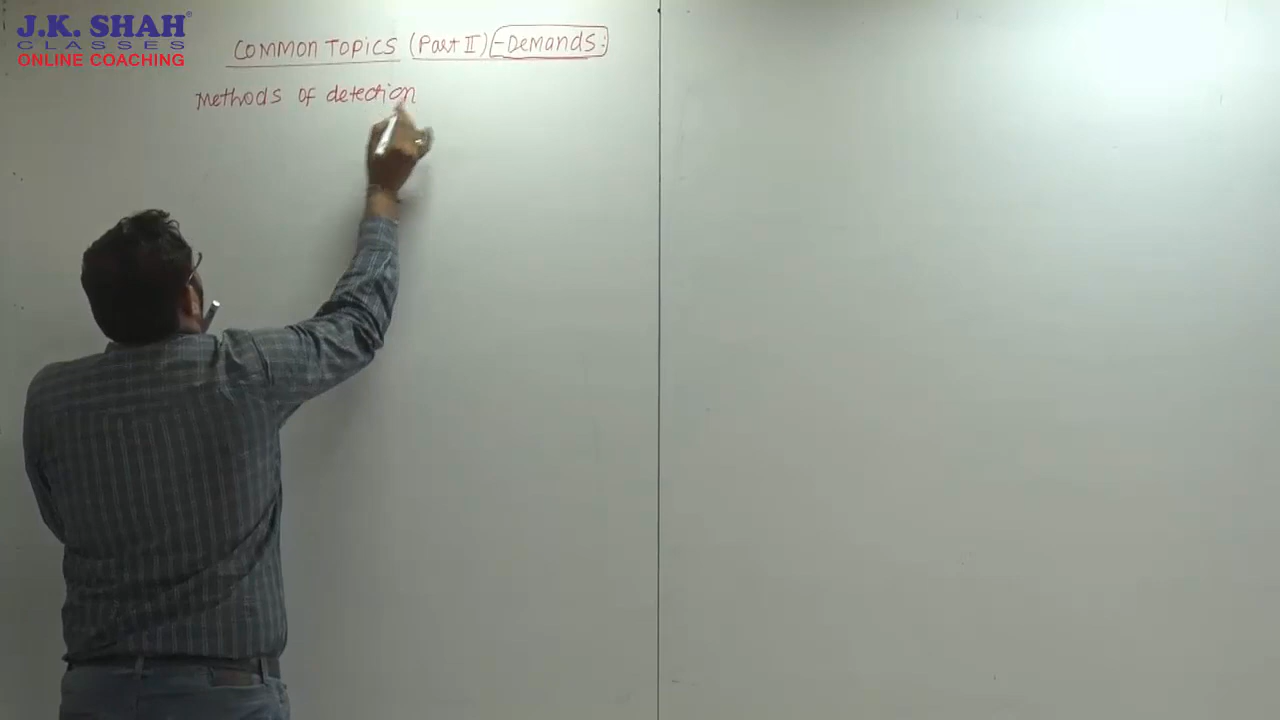 J.K. SHAH®
CLASSES
ONLINE COACHING
COMMON TOPICS (Part II) - Demands:
Methods of detection